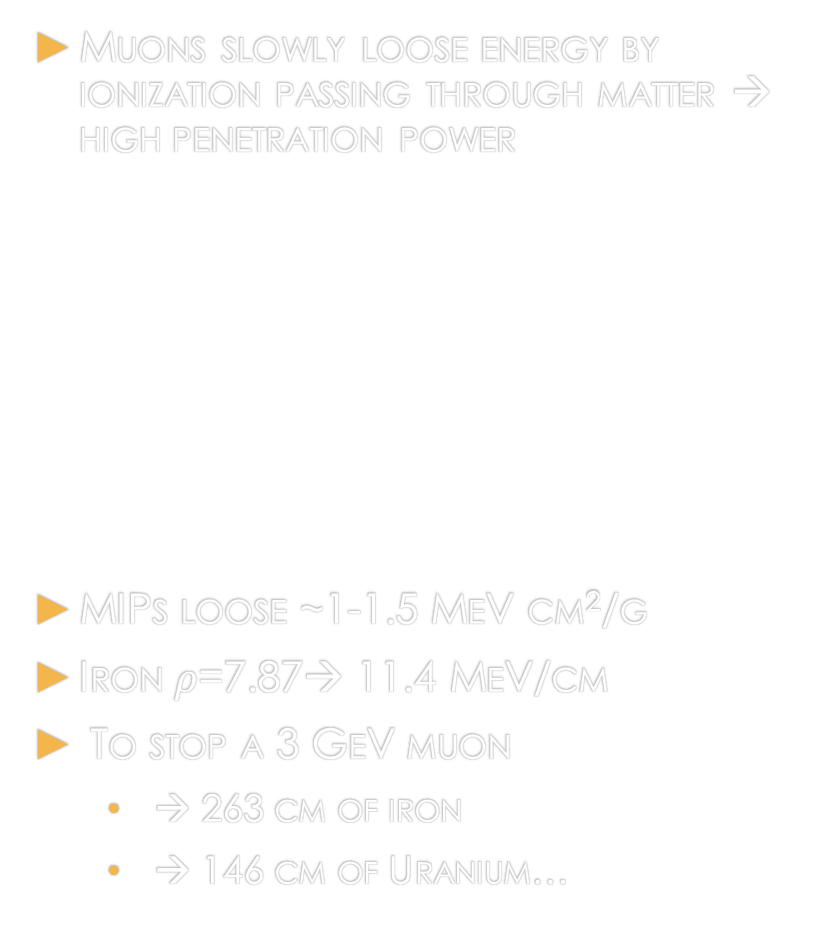 ► Muons slowly loose energy by
ionization passing through matter →
high penetration power
► MIPs loose ~1-1.5 MeV cm²/g
► Iron ρ=7.87→ 11.4 MeV/cm
► To stop a 3 GeV muon
• → 263 cm of iron
• → 146 cm of Uranium...